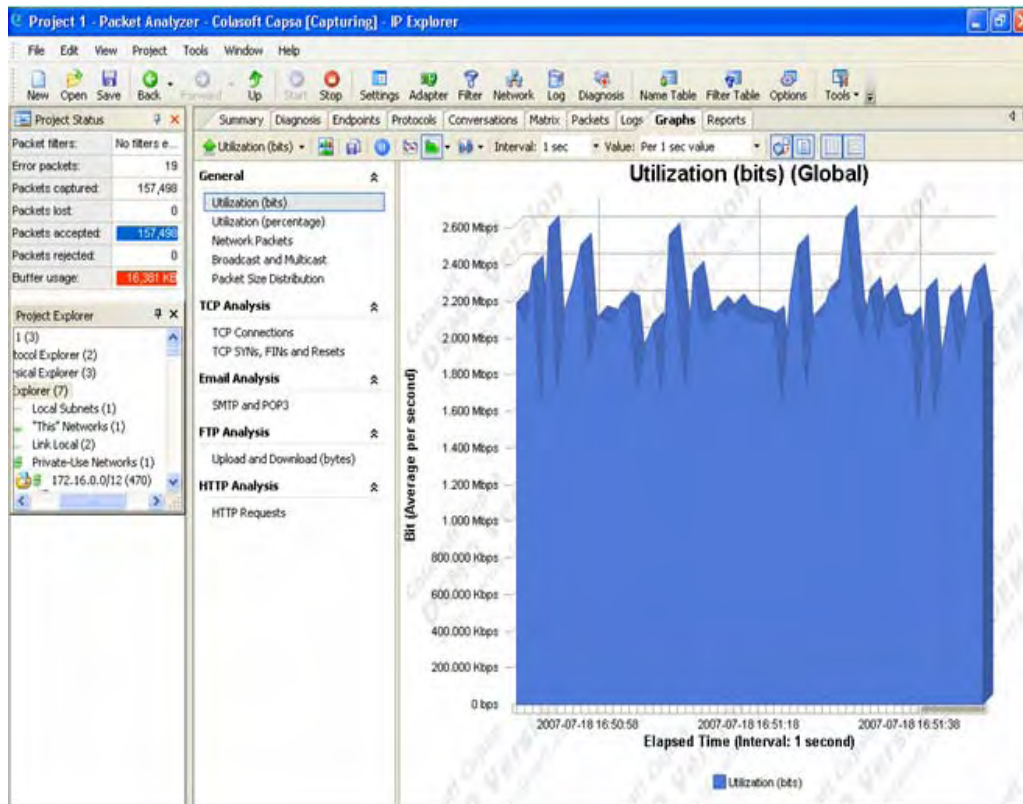 Project 1 - Packet Analyzer - Colasoft Capsa [Capturing] - IP Explorer
File Edit View Project Tools Window Help
New Open Save Back Forward Up Start Stop Settings Adapter Filter Network Log Diagnosis Name Table Filter Table Options Tools
Project Status
Packet filters: No filters e...
Error packets: 19
Packets captured: 157,498
Packets lost: 0
Packets accepted: 157,498
Packets rejected: 0
Buffer usage: 16,381 KB
Project Explorer
1 (3)
tocol Explorer (2)
sical Explorer (3)
Explorer (7)
Local Subnets (1)
"This" Networks (1)
Link Local (2)
Private-Use Networks (1)
172.16.0.0/12 (470)
Summary Diagnosis Endpoints Protocols Conversations Matrix Packets Logs Graphs Reports
Utilization (bits) Interval: 1 sec Value: Per 1 sec value
General
Utilization (bits)
Utilization (percentage)
Network Packets
Broadcast and Multicast
Packet Size Distribution
TCP Analysis
TCP Connections
TCP SYNs, FINs and Resets
Email Analysis
SMTP and POP3
FTP Analysis
Upload and Download (bytes)
HTTP Analysis
HTTP Requests
Utilization (bits) (Global)
Bit (Average per second)
2.600 Mbps
2.400 Mbps
2.200 Mbps
2.000 Mbps
1.800 Mbps
1.600 Mbps
1.400 Mbps
1.200 Mbps
1.000 Mbps
800.000 Kbps
600.000 Kbps
400.000 Kbps
200.000 Kbps
0 bps
2007-07-18 16:50:58 2007-07-18 16:51:18 2007-07-18 16:51:38
Elapsed Time (Interval: 1 second)
Utilization (bits)